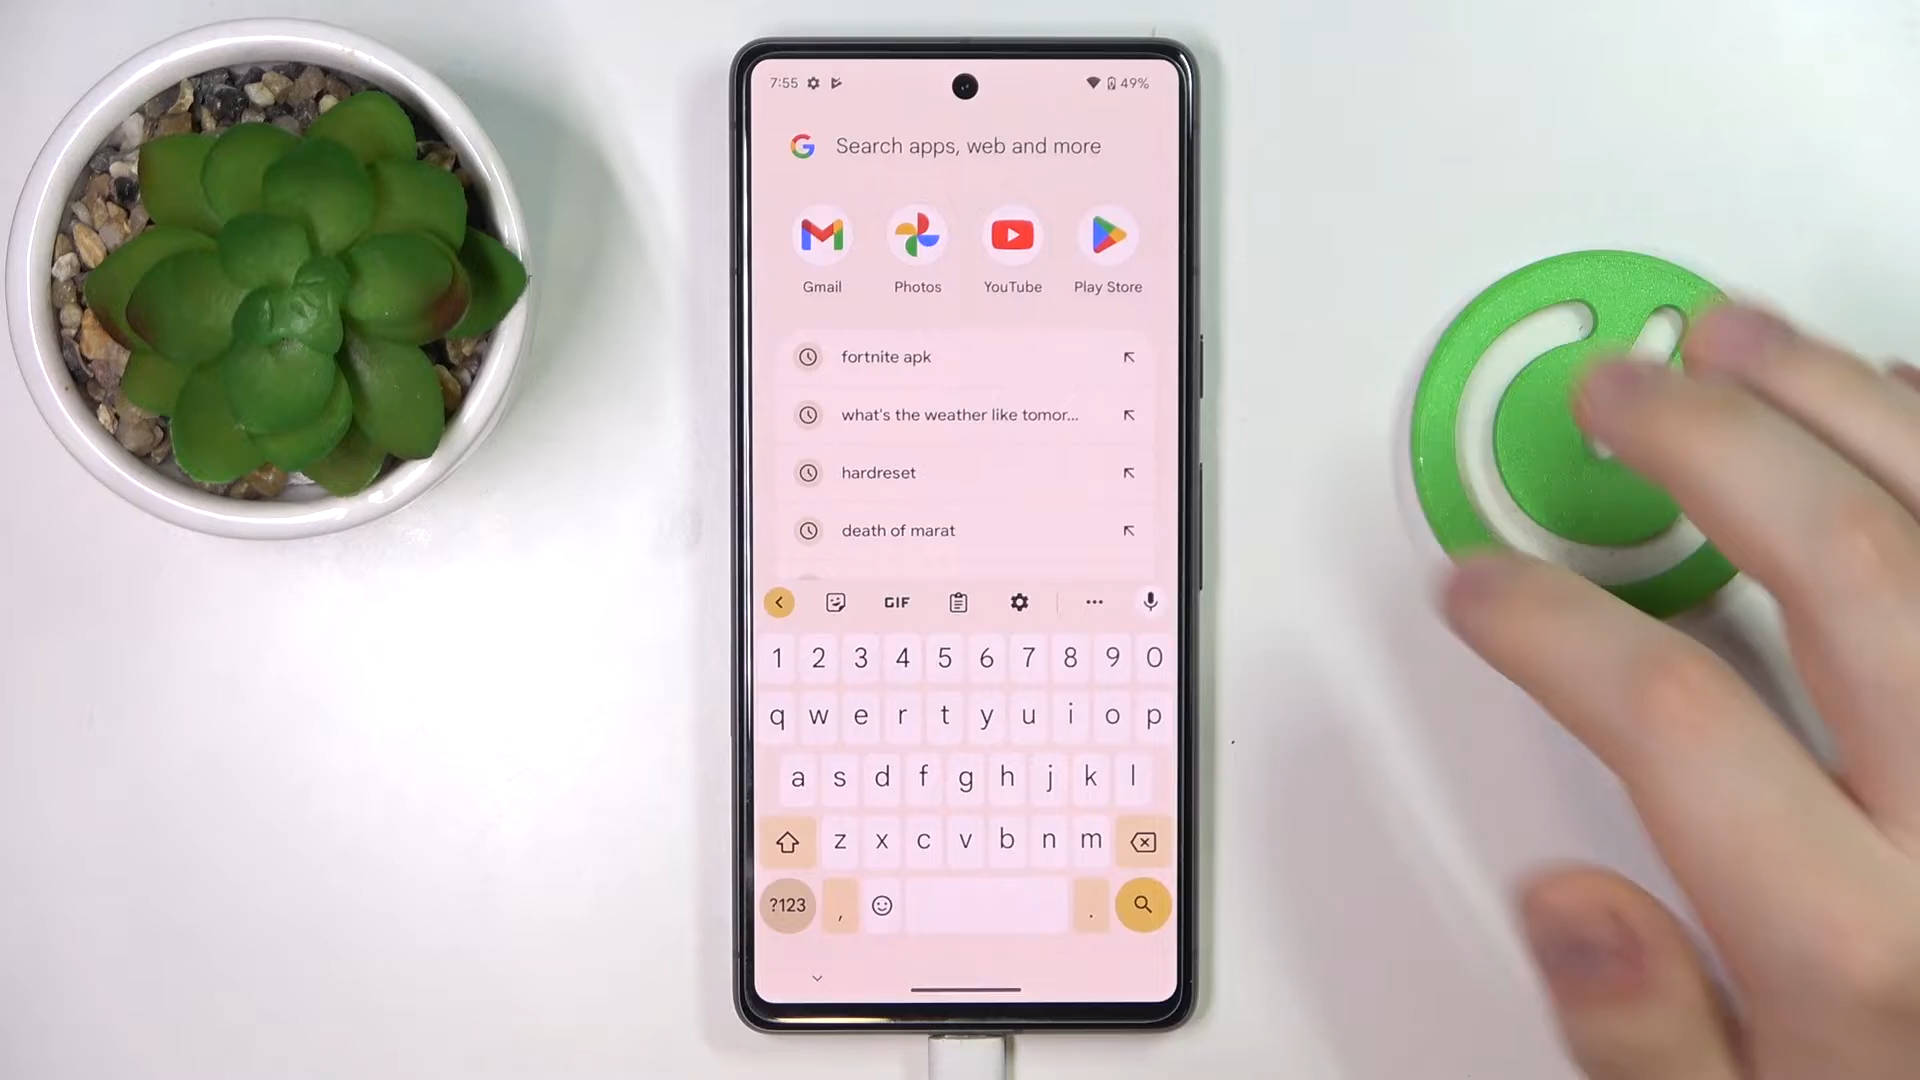 7:55 49%
Search apps, web and more
Gmail Photos YouTube Play Store
fortnite apk
what's the weather like tomor...
hardreset
death of marat
GIF
1 2 3 4 5 6 7 8 9 0
q w e r t y u i o p
a s d f g h j k l
z x c v b n m
?123 , .